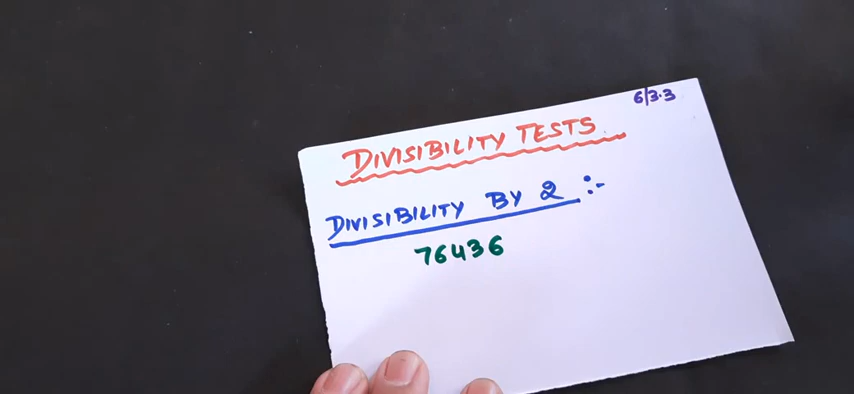 6/3.3
DIVISIBILITY TESTS
DIVISIBILITY BY 2 :-
76436